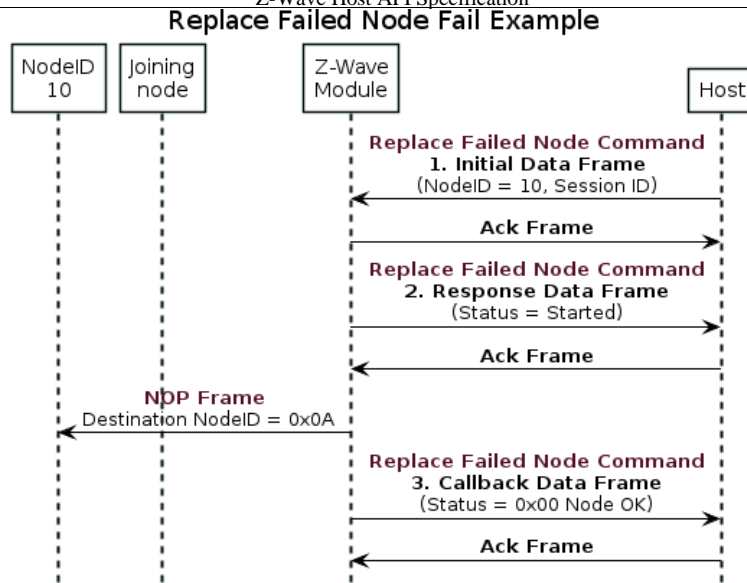 Z-Wave Host API Specification
Replace Failed Node Fail Example
NodeID
10
Joining
node
Z-Wave
Module
Host
Replace Failed Node Command
1. Initial Data Frame
(NodeID = 10, Session ID)
Ack Frame
Replace Failed Node Command
2. Response Data Frame
(Status = Started)
Ack Frame
NOP Frame
Destination NodeID = 0x0A
Replace Failed Node Command
3. Callback Data Frame
(Status = 0x00 Node OK)
Ack Frame